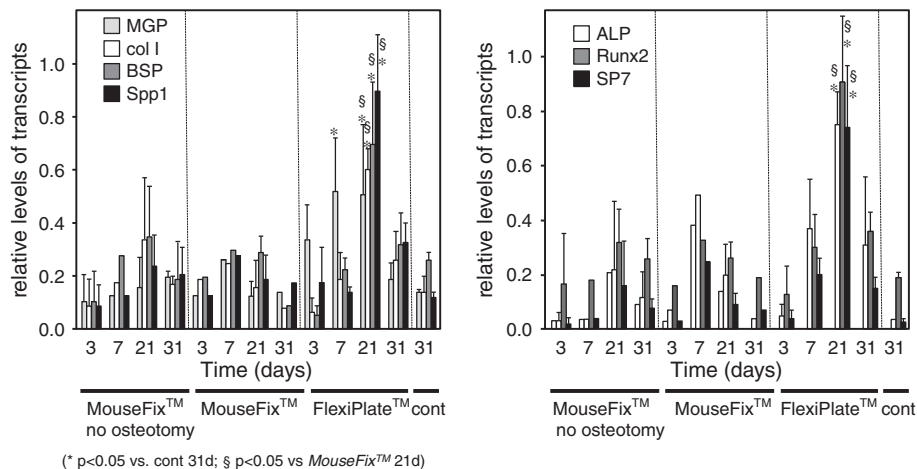 MGP
col I
BSP
Spp1
relative levels of transcripts
1.0
0.8
0.6
0.4
0.2
0.0
*
§
*
§
*
§
*
§
*
3 7 21 31 3 7 21 31 3 7 21 31 31
Time (days)
MouseFix™ no osteotomy
MouseFix™
FlexiPlate™
cont
(* p<0.05 vs. cont 31d; § p<0.05 vs MouseFix™ 21d)
ALP
Runx2
SP7
relative levels of transcripts
1.0
0.8
0.6
0.4
0.2
0.0
§
*
§
*
§
*
3 7 21 31 3 7 21 31 3 7 21 31 31
Time (days)
MouseFix™
no osteotomy
MouseFix™
FlexiPlate™
cont